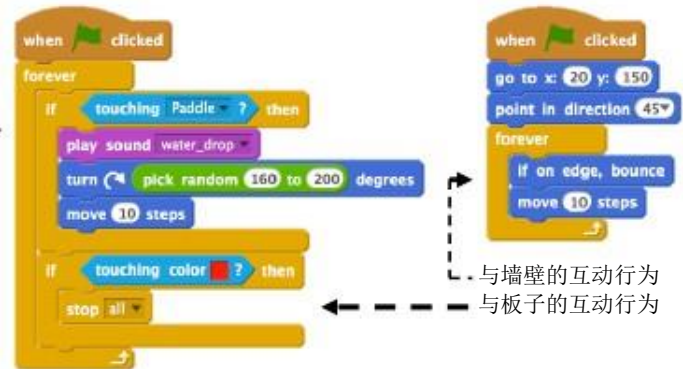 when clicked
forever
if touching Paddle ? then
play sound water_drop
turn pick random 160 to 200 degrees
move 10 steps
if touching color ? then
stop all
when clicked
go to x: 20 y: 150
point in direction 45
forever
if on edge, bounce
move 10 steps
与墙壁的互动行为
与板子的互动行为